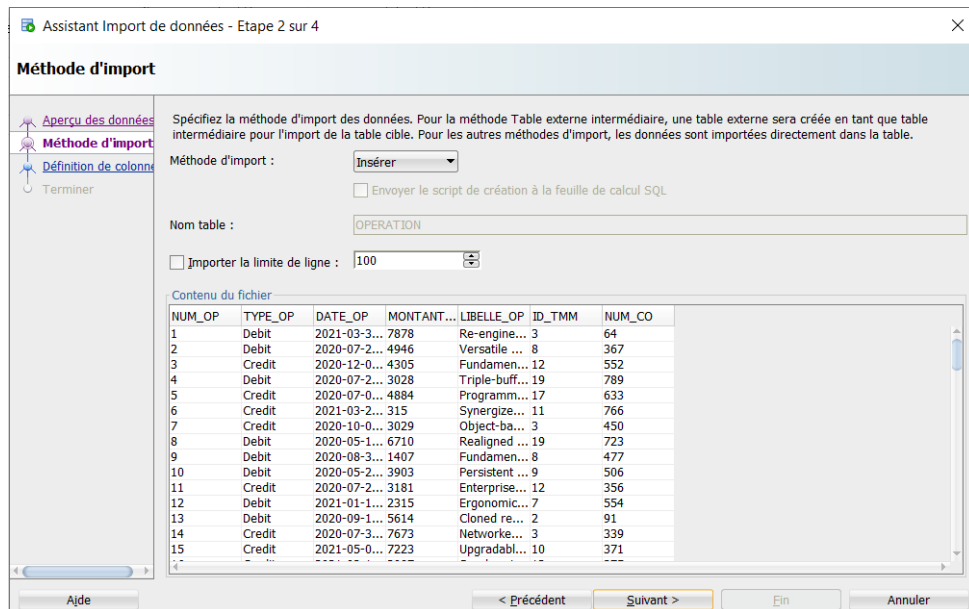 Assistant Import de données - Etape 2 sur 4
Méthode d'import
Aperçu des données
Méthode d'import
Définition de colonne
Terminer
Spécifiez la méthode d'import des données. Pour la méthode Table externe intermédiaire, une table externe sera créée en tant que table
intermédiaire pour l'import de la table cible. Pour les autres méthodes d'import, les données sont importées directement dans la table.
Méthode d'import : Insérer
Envoyer le script de création à la feuille de calcul SQL
Nom table : OPERATION
Importer la limite de ligne : 100
Contenu du fichier
NUM_OP TYPE_OP DATE_OP MONTANT... LIBELLE_OP ID_TMM NUM_CO
1 Debit 2021-03-3... 7878 Re-engine... 3 64
2 Debit 2020-07-2... 4946 Versatile ... 8 367
3 Credit 2020-12-0... 4305 Fundamen... 12 552
4 Debit 2020-07-2... 3028 Triple-buff... 19 789
5 Credit 2020-07-0... 4884 Programm... 17 633
6 Credit 2021-03-2... 315 Synergize... 11 766
7 Credit 2020-10-0... 3029 Object-ba... 3 450
8 Debit 2020-05-1... 6710 Realigned ... 19 723
9 Debit 2020-08-3... 1407 Fundamen... 8 477
10 Debit 2020-05-2... 3903 Persistent ... 9 506
11 Credit 2020-07-2... 3181 Enterprise... 12 356
12 Debit 2021-01-1... 2315 Ergonomic... 7 554
13 Debit 2020-09-1... 5614 Cloned re... 2 91
14 Credit 2020-07-3... 7673 Networke... 3 339
15 Credit 2021-05-0... 7223 Upgradabl... 10 371
Aide < Précédent Suivant > Fin Annuler